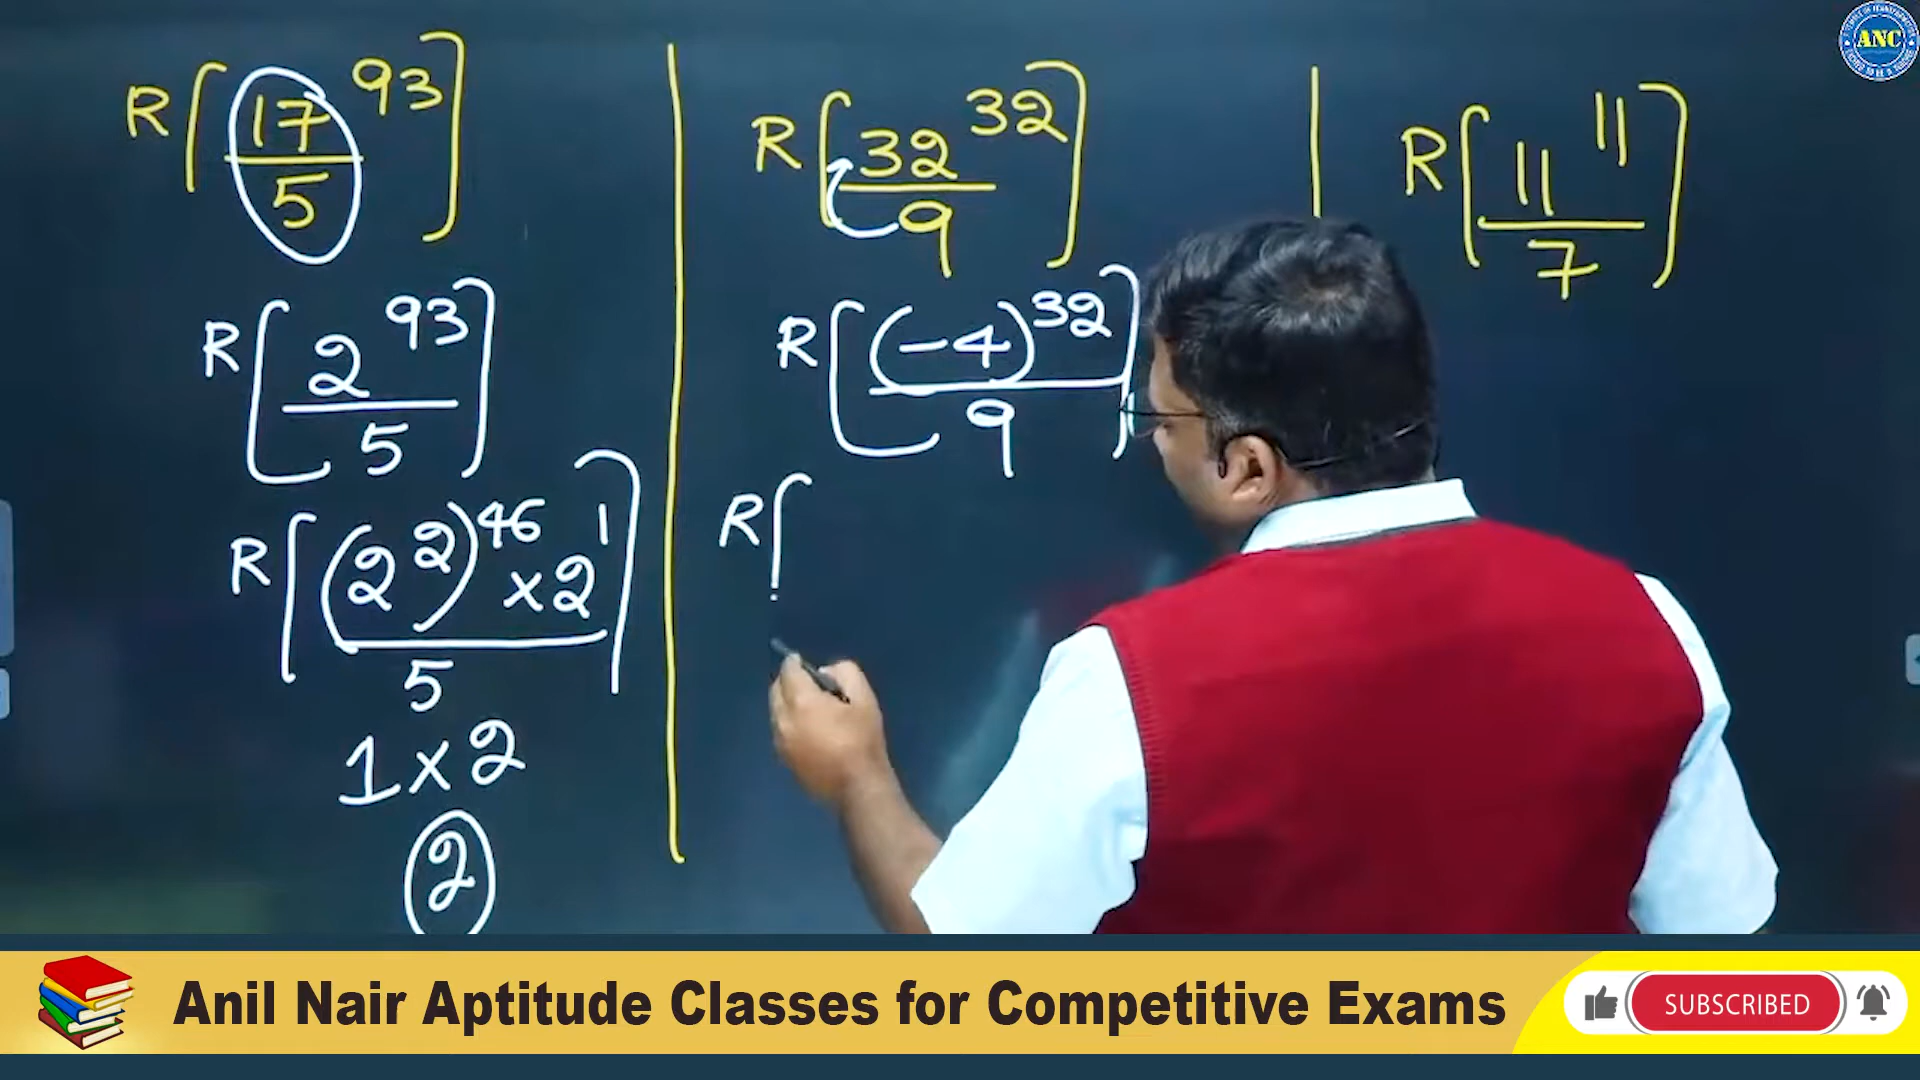 R[17/5 ^93]
R[2^93/5]
R[(2^2)^46 × 2^1/5]
1×2
2
R[32^32/9]
R[(-4)^32/9]
R[
R[11^11/7]
ANC
Anil Nair Aptitude Classes for Competitive Exams
SUBSCRIBED